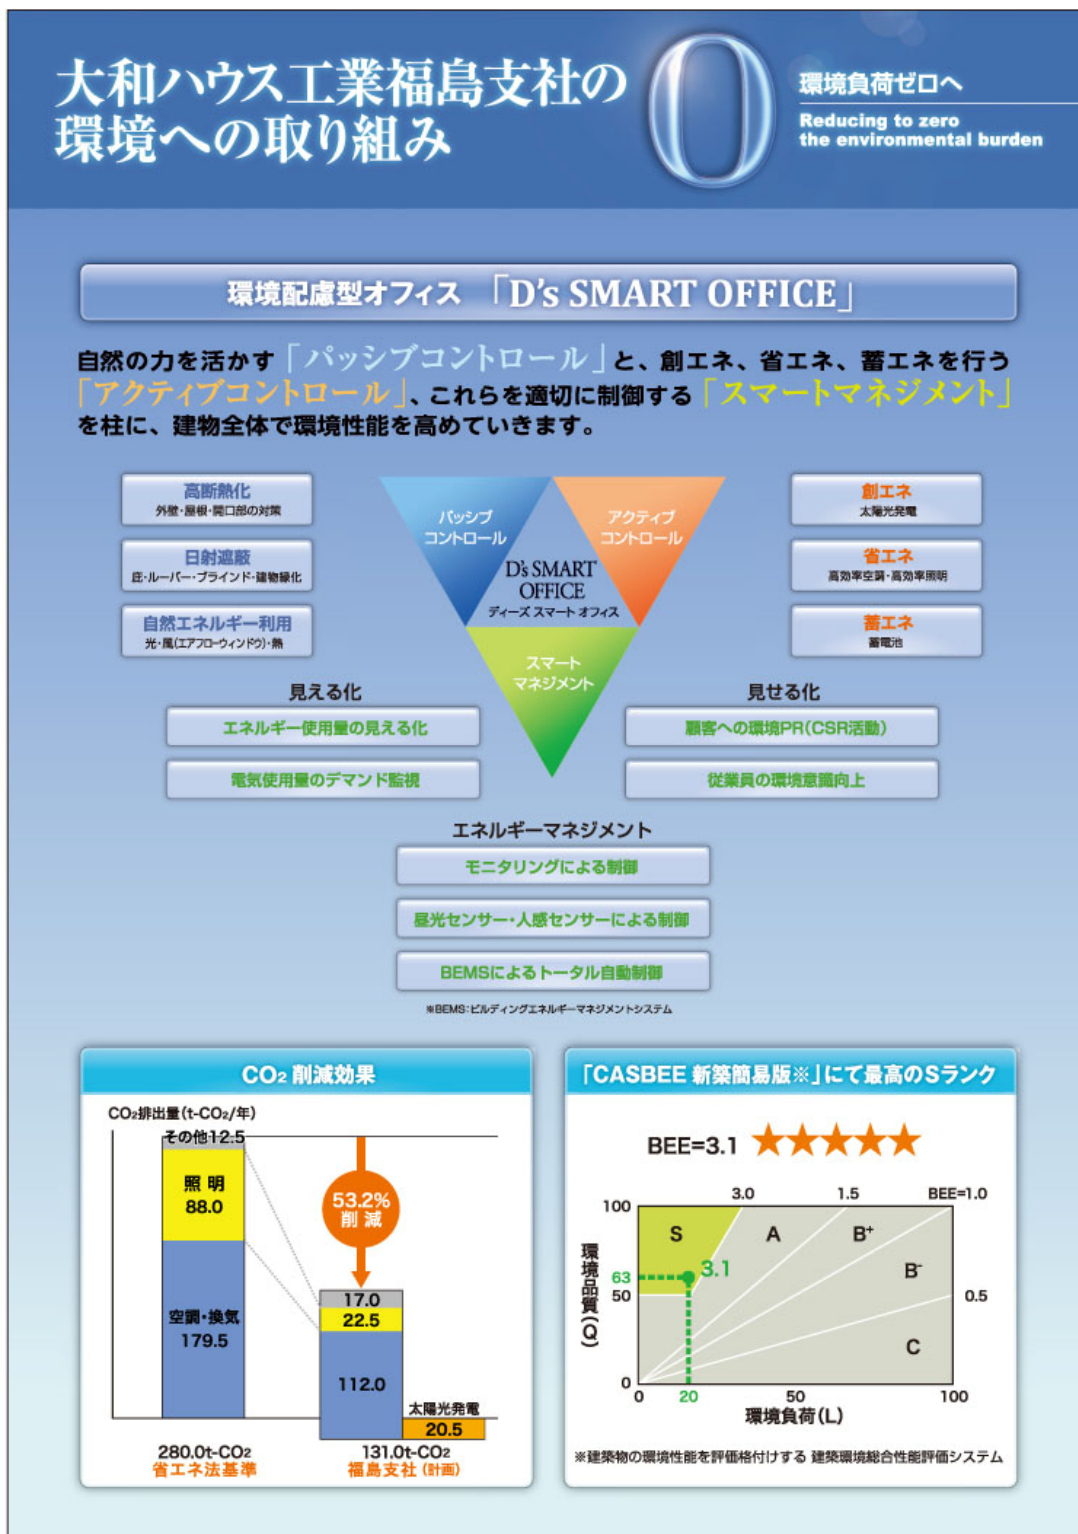 大和ハウス工業福島支社の
環境への取り組み
0
環境負荷ゼロへ
Reducing to zero
the environmental burden
環境配慮型オフィス 「D's SMART OFFICE」
自然の力を活かす「パッシブコントロール」と、創エネ、省エネ、蓄エネを行う
「アクティブコントロール」、これらを適切に制御する「スマートマネジメント」
を柱に、建物全体で環境性能を高めていきます。
高断熱化
外壁・屋根・開口部の対策
日射遮蔽
庇・ルーバー・ブラインド・建物緑化
自然エネルギー利用
光・風(エアフローウィンドウ)・熱
パッシブ
コントロール
アクティブ
コントロール
D's SMART
OFFICE
ディーズ スマート オフィス
スマート
マネジメント
創エネ
太陽光発電
省エネ
高効率空調・高効率照明
蓄エネ
蓄電池
見える化
エネルギー使用量の見える化
電気使用量のデマンド監視
見せる化
顧客への環境PR(CSR活動)
従業員の環境意識向上
エネルギーマネジメント
モニタリングによる制御
昼光センサー・人感センサーによる制御
BEMSによるトータル自動制御
※BEMS:ビルディングエネルギーマネジメントシステム
CO₂ 削減効果
CO₂排出量(t-CO₂/年)
その他12.5
照 明
88.0
空調・換気
179.5
53.2%
削 減
17.0
22.5
112.0
太陽光発電
20.5
280.0t-CO₂
省エネ法基準
131.0t-CO₂
福島支社(計画)
「CASBEE 新築簡易版※」にて最高のSランク
BEE=3.1 ★★★★★
3.0 1.5 BEE=1.0
100
S A B⁺
環境品質(Q)
63
3.1
B⁻
50
0.5
C
0
0 20 50 100
環境負荷(L)
※建築物の環境性能を評価格付けする 建築環境総合性能評価システム